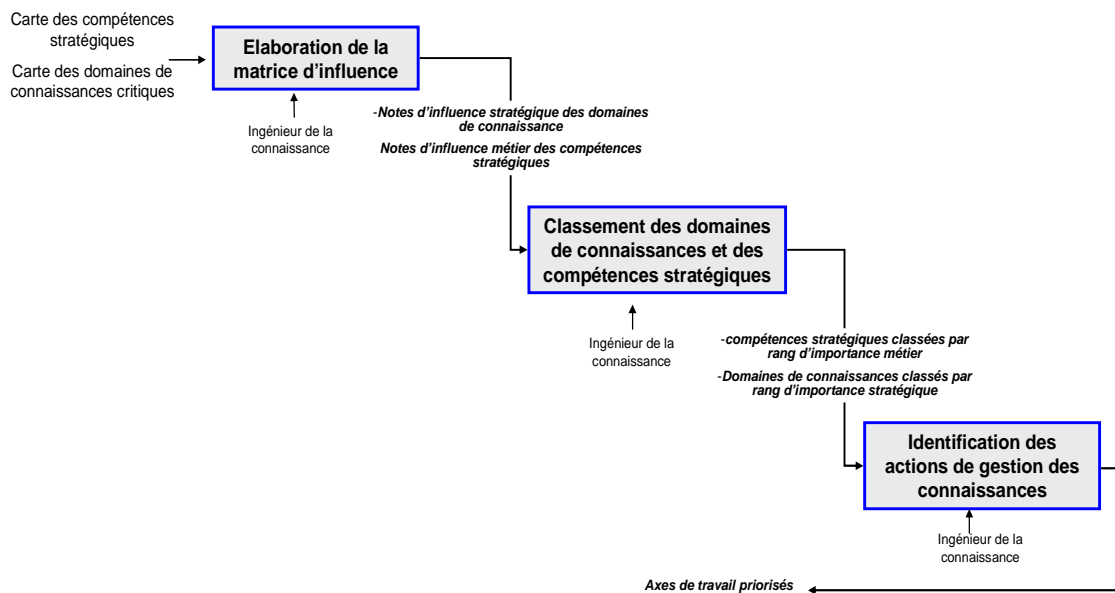 Carte des compétences
stratégiques
Carte des domaines de
connaissances critiques
Elaboration de la
matrice d'influence
Ingénieur de la
connaissance
-Notes d'influence stratégique des domaines
de connaissance
Notes d'influence métier des compétences
stratégiques
Classement des domaines
de connaissances et des
compétences stratégiques
Ingénieur de la
connaissance
-compétences stratégiques classées par
rang d'importance métier
-Domaines de connaissances classés par
rang d'importance stratégique
Identification des
actions de gestion des
connaissances
Ingénieur de la
connaissance
Axes de travail priorisés